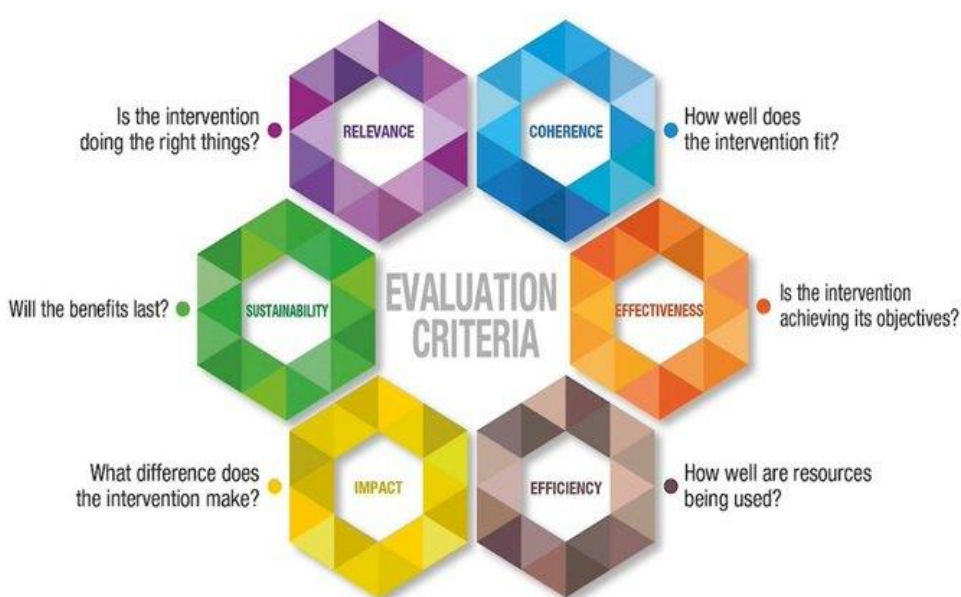 Is the intervention
doing the right things?
RELEVANCE
COHERENCE
How well does
the intervention fit?
Will the benefits last?
SUSTAINABILITY
EVALUATION
CRITERIA
EFFECTIVENESS
Is the intervention
achieving its objectives?
What difference does
the intervention make?
IMPACT
EFFICIENCY
How well are resources
being used?